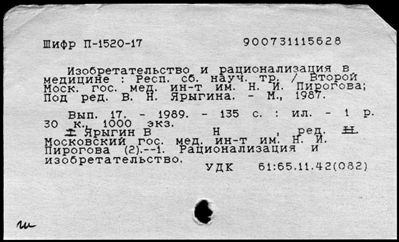 Шифр П-1520-17 900731115628
Изобретательство и рационализация в
медицине : Респ. сб. науч. тр. / Второй
Моск. гос. мед. ин-т им. Н. И. Пирогова;
Под ред. В. Н. Ярыгина. - М., 1987.
Вып. 17. - 1989. - 135 с. : ил. - 1 р.
30 к., 1000 экз.
I. Ярыгин В Н , ред. II.
Московский гос. мед. ин-т им. Н. И.
Пирогова (2).--1. Рационализация и
изобретательство.
УДК 61:65.11.42(082)